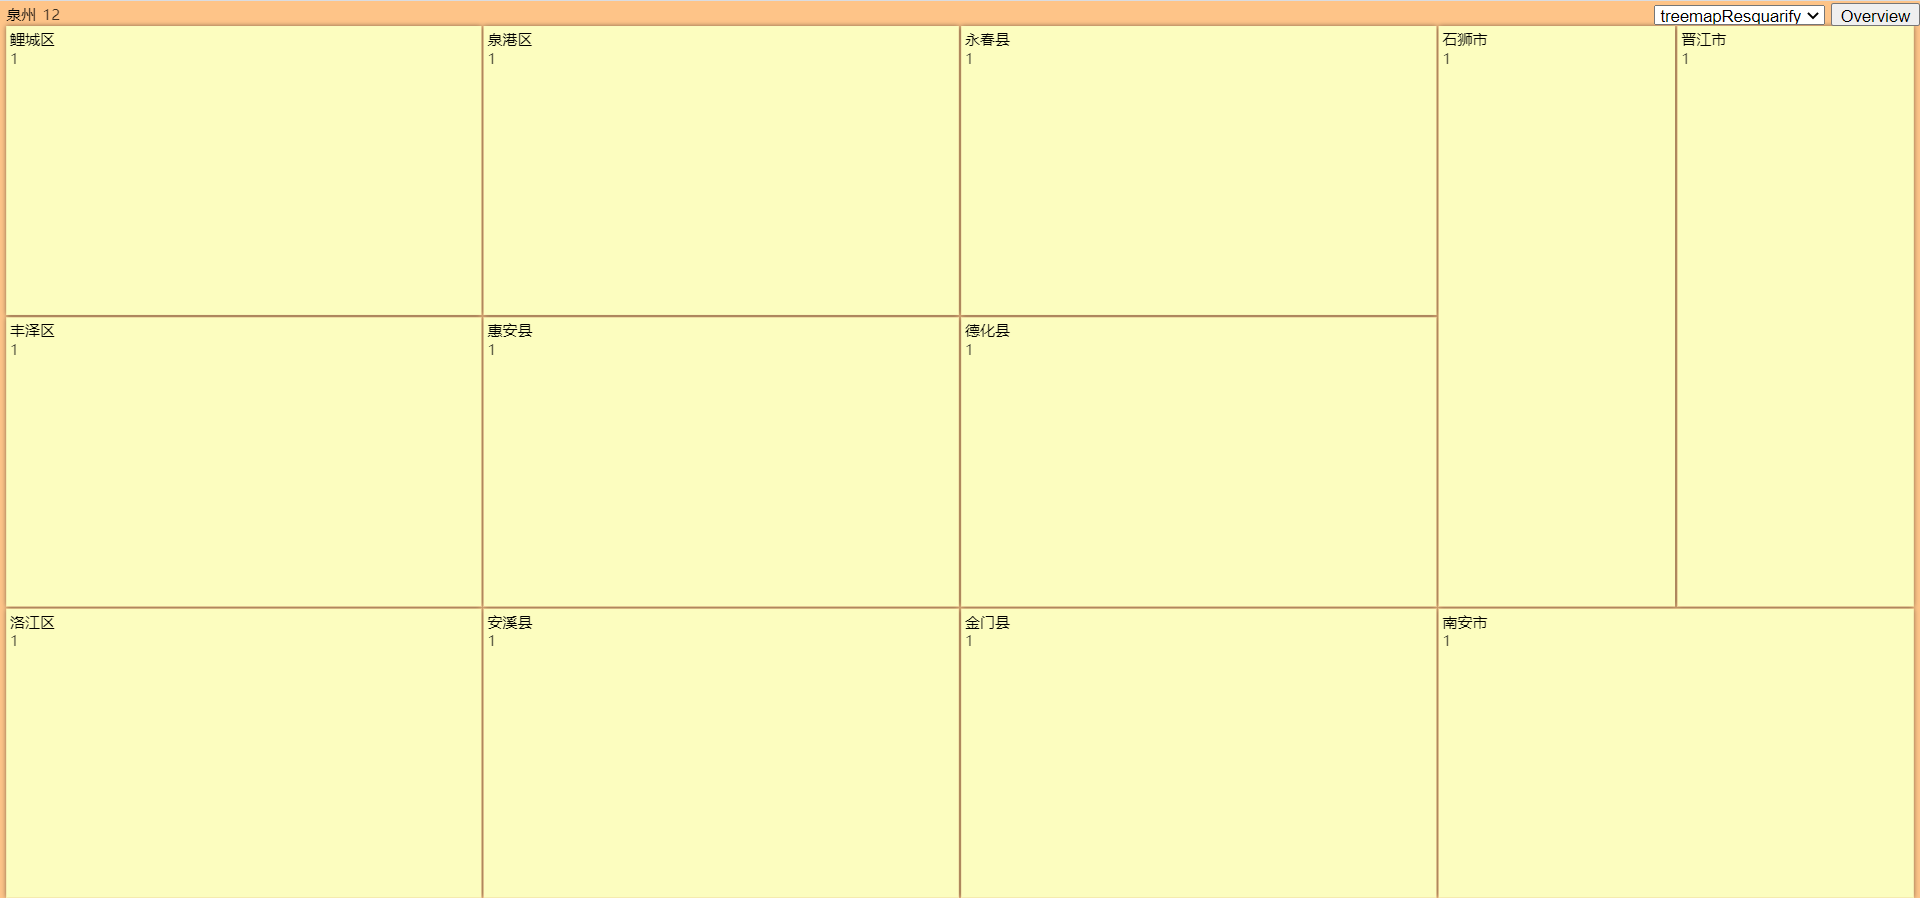 泉州 12
treemapResquarify
Overview
鲤城区
1
泉港区
1
永春县
1
石狮市
1
晋江市
1
丰泽区
1
惠安县
1
德化县
1
洛江区
1
安溪县
1
金门县
1
南安市
1